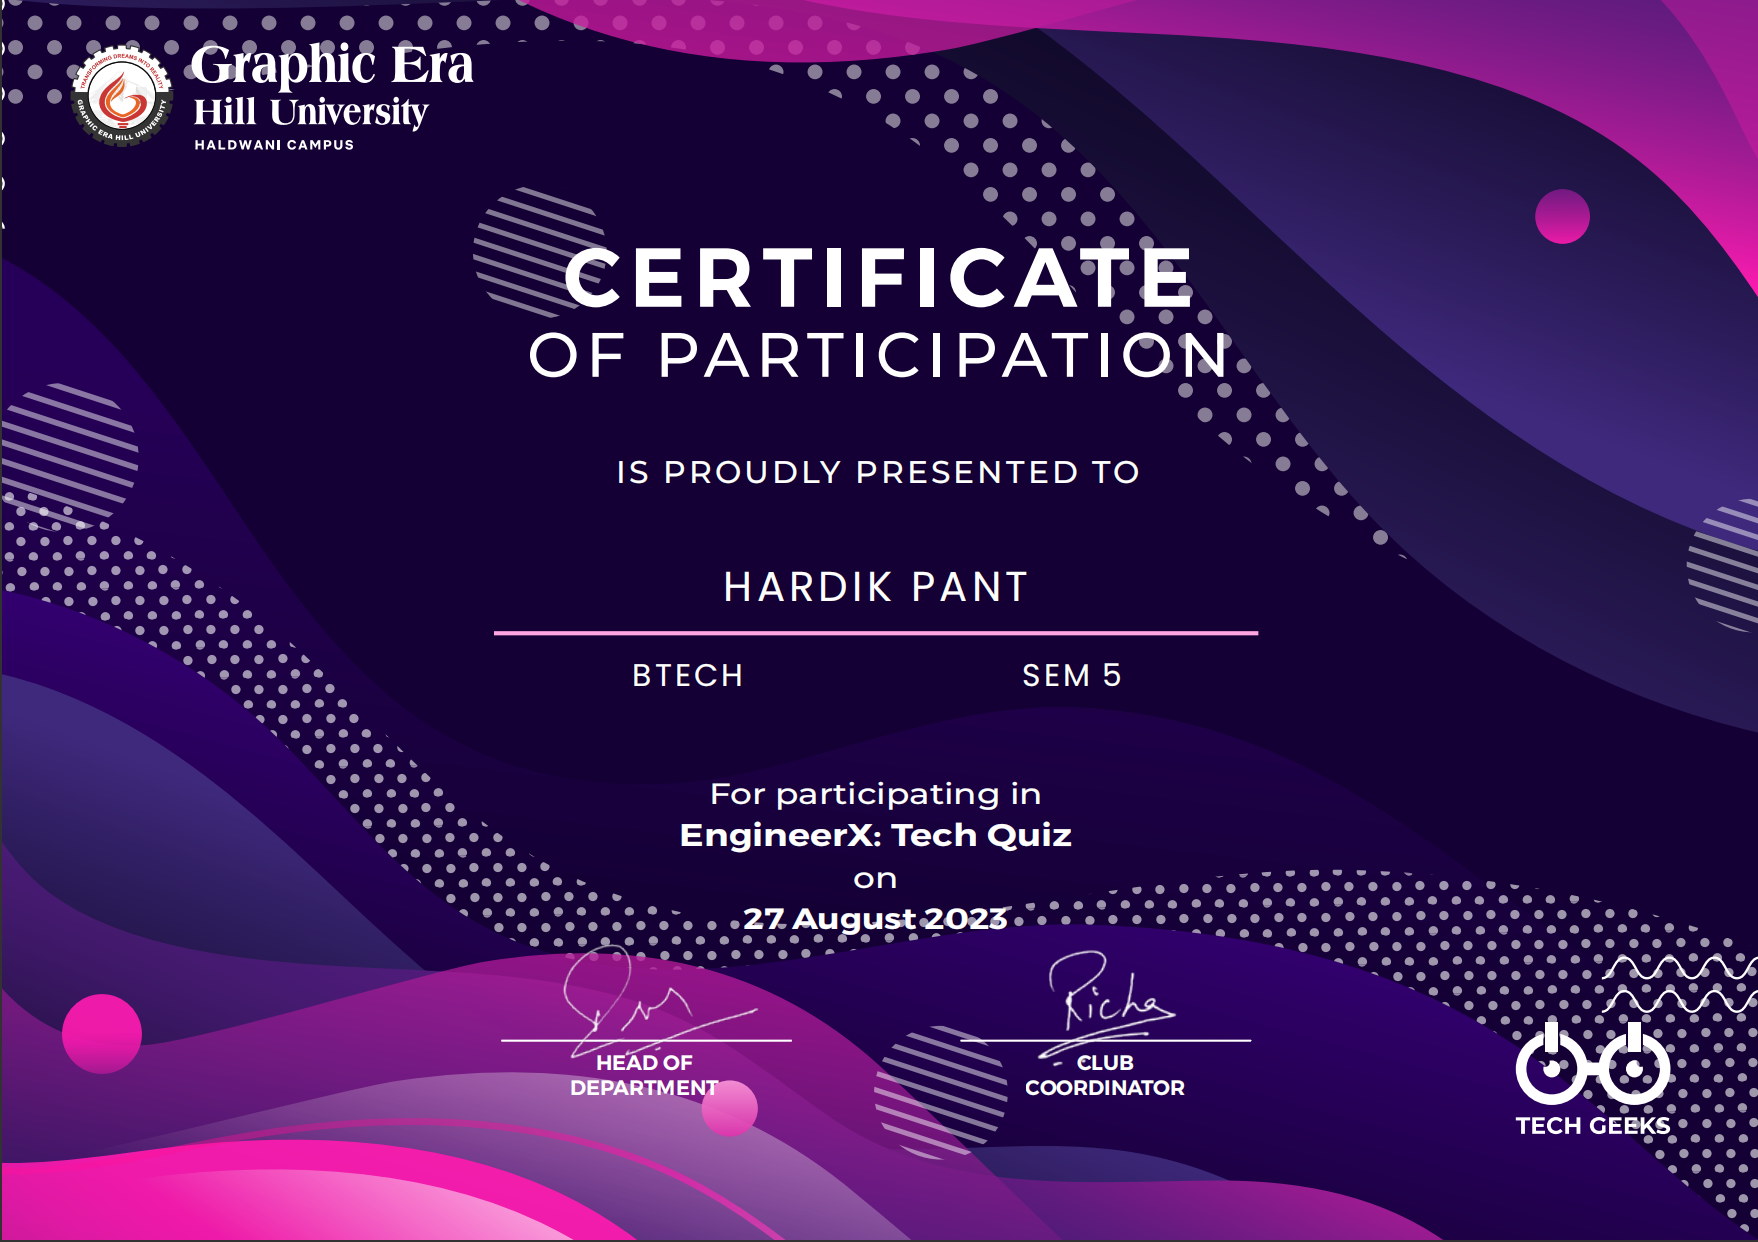 TRANSFORMING DREAMS INTO REALITY
GRAPHIC ERA HILL UNIVERSITY
Graphic Era
Hill University
HALDWANI CAMPUS
CERTIFICATE
OF PARTICIPATION
IS PROUDLY PRESENTED TO
HARDIK PANT
BTECH SEM 5
For participating in
EngineerX: Tech Quiz
on
27 August 2023
Richa
HEAD OF
DEPARTMENT
CLUB
COORDINATOR
TECH GEEKS